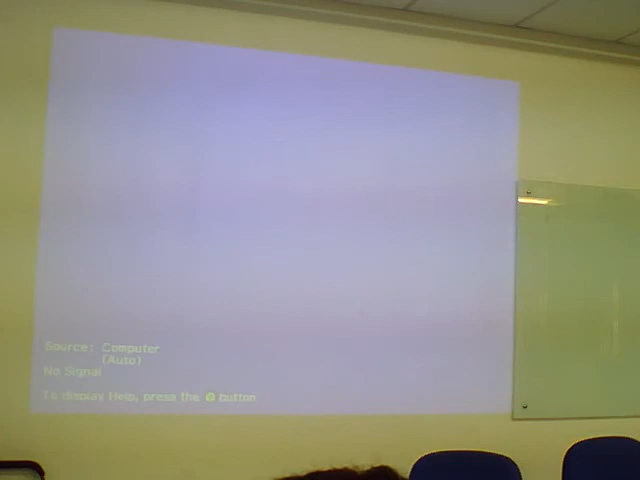 Source: Computer
(Auto)
No Signal
To display Help, press the ? button